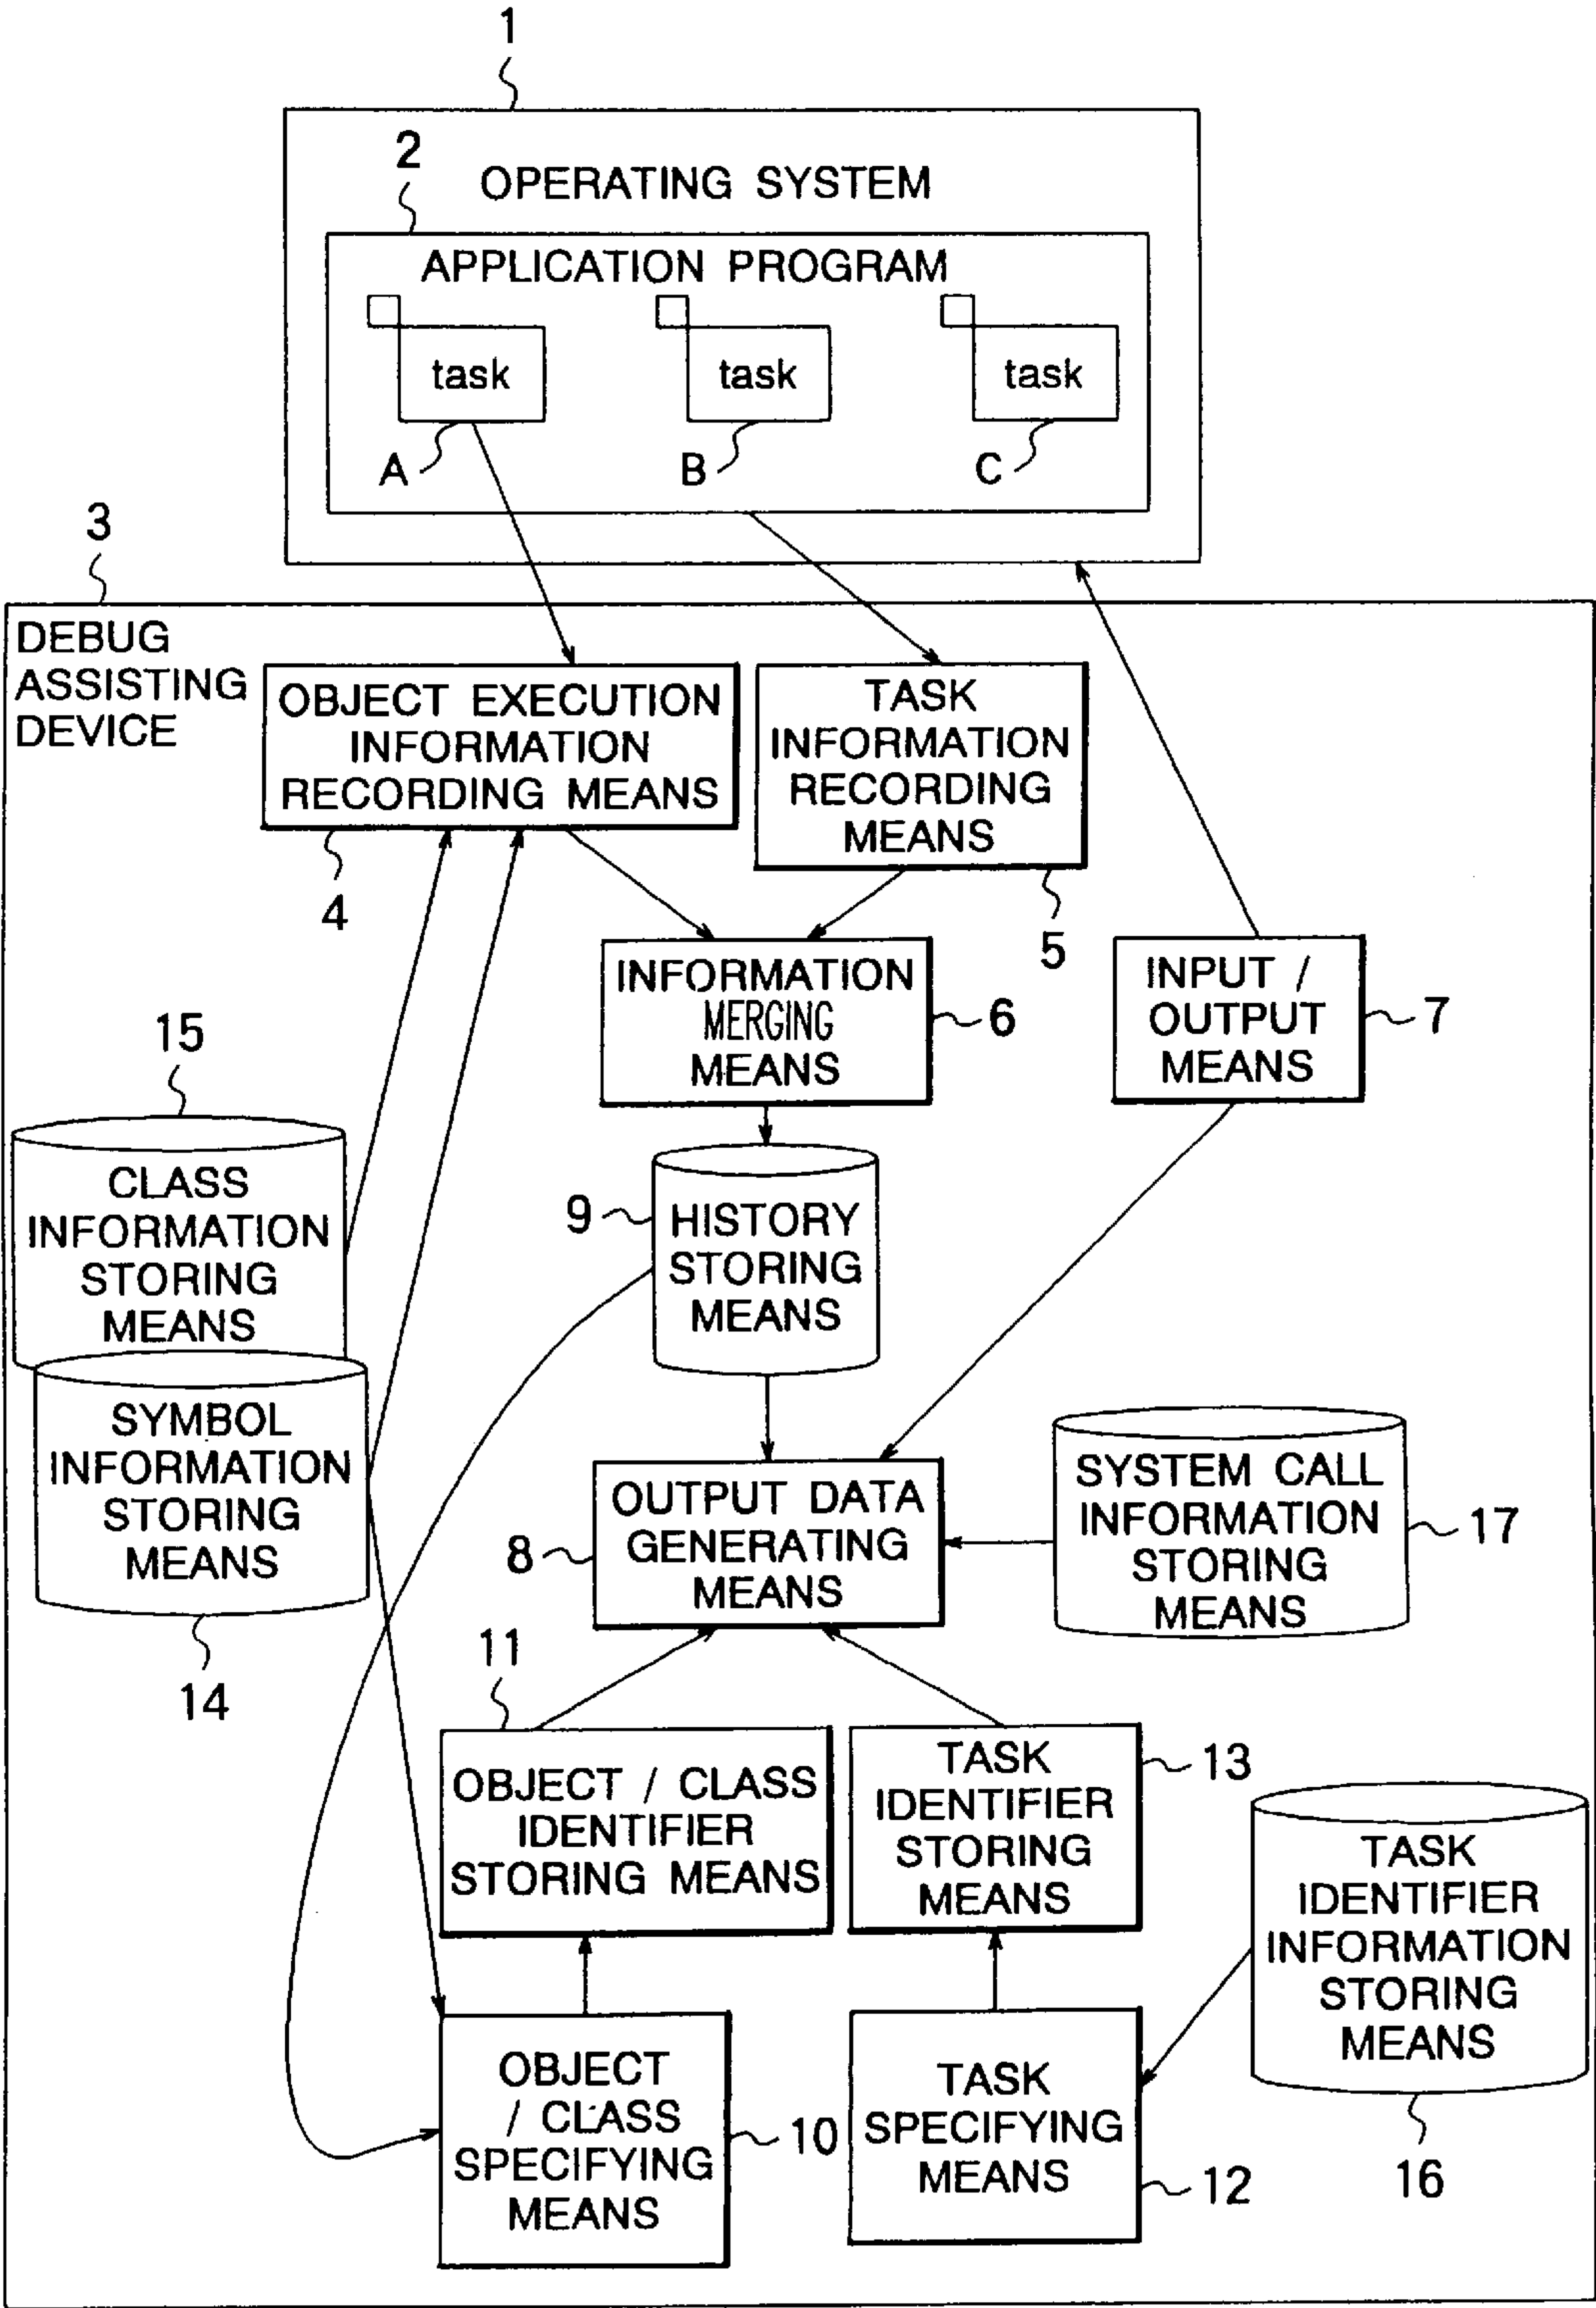 1
2
OPERATING SYSTEM
APPLICATION PROGRAM
task
task
task
A
B
C
3
DEBUG
ASSISTING
DEVICE
OBJECT EXECUTION
INFORMATION
RECORDING MEANS
4
TASK
INFORMATION
RECORDING
MEANS
5
INFORMATION
MERGING
MEANS
6
INPUT /
OUTPUT
MEANS
7
15
CLASS
INFORMATION
STORING
MEANS
9
HISTORY
STORING
MEANS
SYMBOL
INFORMATION
STORING
MEANS
14
OUTPUT DATA
GENERATING
MEANS
8
SYSTEM CALL
INFORMATION
STORING
MEANS
17
11
OBJECT / CLASS
IDENTIFIER
STORING MEANS
TASK
IDENTIFIER
STORING
MEANS
13
TASK
IDENTIFIER
INFORMATION
STORING
MEANS
16
OBJECT
/ CLASS
SPECIFYING
MEANS
10
TASK
SPECIFYING
MEANS
12